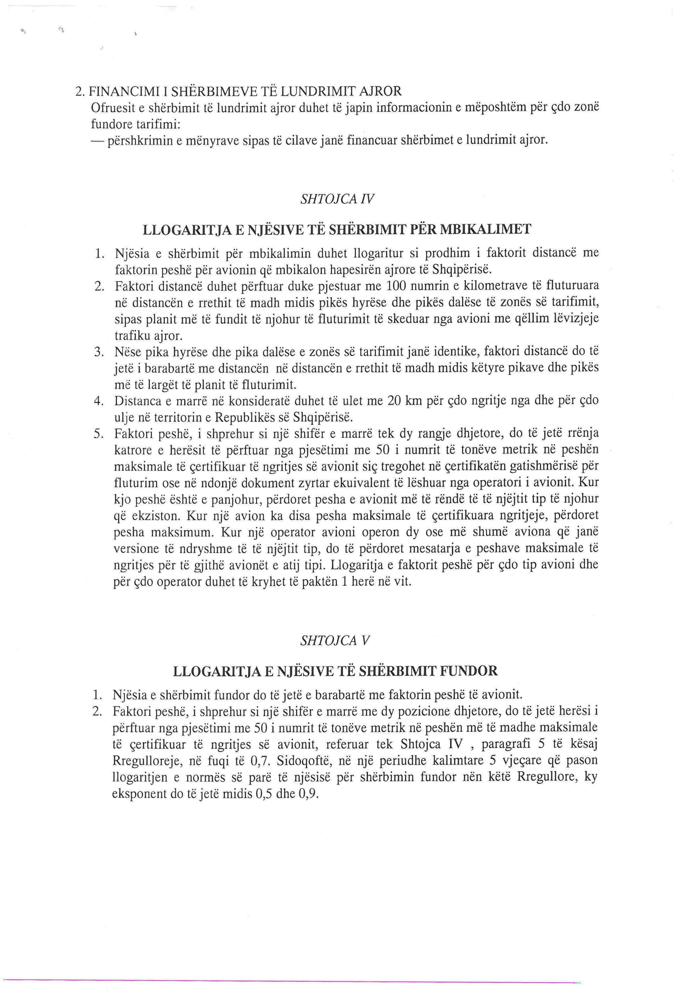 2. FINANCIMI I SHËRBIMEVE TË LUNDRIMIT AJROR
Ofruesit e shërbimit të lundrimit ajror duhet të japin informacionin e mëposhtëm për çdo zonë
fundore tarifimi:
— përshkrimin e mënyrave sipas të cilave janë financuar shërbimet e lundrimit ajror.
SHTOJCA IV
LLOGARITJA E NJËSIVE TË SHËRBIMIT PËR MBIKALIMET
1. Njësia e shërbimit për mbikalimin duhet llogaritur si prodhim i faktorit distancë me
faktorin peshë për avionin që mbikalon hapesirën ajrore të Shqipërisë.
2. Faktori distancë duhet përftuar duke pjestuar me 100 numrin e kilometrave të fluturuara
në distancën e rrethit të madh midis pikës hyrëse dhe pikës dalëse të zonës së tarifimit,
sipas planit më të fundit të njohur të fluturimit të skeduar nga avioni me qëllim lëvizjeje
trafiku ajror.
3. Nëse pika hyrëse dhe pika dalëse e zonës së tarifimit janë identike, faktori distancë do të
jetë i barabartë me distancën në distancën e rrethit të madh midis këtyre pikave dhe pikës
më të largët të planit të fluturimit.
4. Distanca e marrë në konsideratë duhet të ulet me 20 km për çdo ngritje nga dhe për çdo
ulje në territorin e Republikës së Shqipërisë.
5. Faktori peshë, i shprehur si një shifër e marrë tek dy rangje dhjetore, do të jetë rrënja
katrore e herësit të përftuar nga pjesëtimi me 50 i numrit të tonëve metrik në peshën
maksimale të çertifikuar të ngritjes së avionit siç tregohet në çertifikatën gatishmërisë për
fluturim ose në ndonjë dokument zyrtar ekuivalent të lëshuar nga operatori i avionit. Kur
kjo peshë është e panjohur, përdoret pesha e avionit më të rëndë të të njëjtit tip të njohur
që ekziston. Kur një avion ka disa pesha maksimale të çertifikuara ngritjeje, përdoret
pesha maksimum. Kur një operator avioni operon dy ose më shumë aviona që janë
versione të ndryshme të të njëjtit tip, do të përdoret mesatarja e peshave maksimale të
ngritjes për të gjithë avionët e atij tipi. Llogaritja e faktorit peshë për çdo tip avioni dhe
për çdo operator duhet të kryhet të paktën 1 herë në vit.
SHTOJCA V
LLOGARITJA E NJËSIVE TË SHËRBIMIT FUNDOR
1. Njësia e shërbimit fundor do të jetë e barabartë me faktorin peshë të avionit.
2. Faktori peshë, i shprehur si një shifër e marrë me dy pozicione dhjetore, do të jetë herësi i
përftuar nga pjesëtimi me 50 i numrit të tonëve metrik në peshën më të madhe maksimale
të çertifikuar të ngritjes së avionit, referuar tek Shtojca IV , paragrafi 5 të kësaj
Rregulloreje, në fuqi të 0,7. Sidoqoftë, në një periudhe kalimtare 5 vjeçare që pason
llogaritjen e normës së parë të njësisë për shërbimin fundor nën këtë Rregullore, ky
eksponent do të jetë midis 0,5 dhe 0,9.